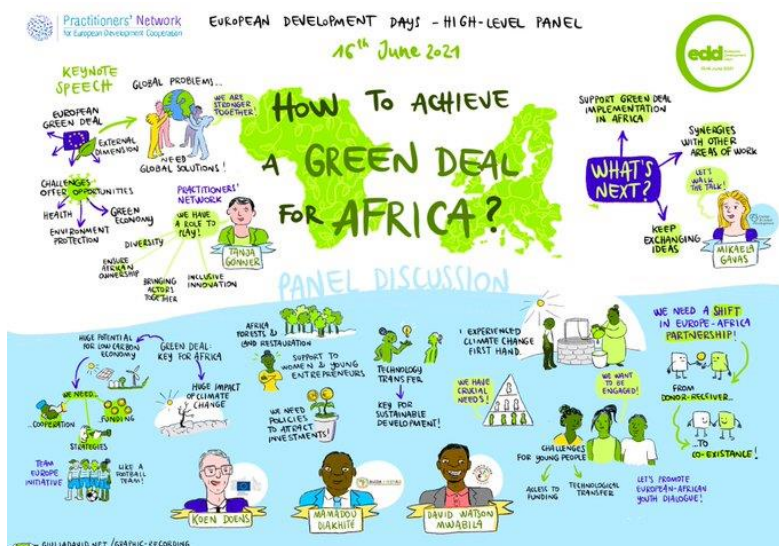 Practitioners' Network
for European Development Cooperation
EUROPEAN DEVELOPMENT DAYS - HIGH-LEVEL PANEL
16th JUNE 2021
edd
KEYNOTE
SPEECH
EUROPEAN
GREEN DEAL
EXTERNAL
DIMENSION
CHALLENGES
OFFER OPPORTUNITIES
HEALTH
ENVIRONMENT
PROTECTION
GREEN
ECONOMY
GLOBAL PROBLEMS...
WE ARE
STRONGER
TOGETHER!
NEED
GLOBAL SOLUTIONS!
PRACTITIONERS'
NETWORK
WE HAVE
A ROLE TO
PLAY!
DIVERSITY
ENSURE
AFRICAN
OWNERSHIP
BRINGING
ACTORS
TOGETHER
INCLUSIVE
INNOVATION
TANJA
GÖNNER
HOW TO ACHIEVE
A GREEN DEAL
FOR AFRICA?
SUPPORT GREEN DEAL
IMPLEMENTATION
IN AFRICA
SYNERGIES
WITH OTHER
AREAS OF WORK
WHAT'S
NEXT?
KEEP
EXCHANGING
IDEAS
LET'S
WALK
THE TALK!
MIKAELA
GAVAS
PANEL DISCUSSION
HUGE POTENTIAL
FOR LOW CARBON
ECONOMY
GREEN DEAL:
KEY FOR AFRICA
HUGE IMPACT
OF CLIMATE
CHANGE
WE NEED...
...COOPERATION
...FUNDING
STRATEGIES
TEAM
EUROPE
INITIATIVE
LIKE A
FOOTBALL
TEAM!
KOEN DOENS
AFRICA
FORESTS &
LAND RESTAURATION
SUPPORT TO
WOMEN & YOUNG
ENTREPRENEURS
WE NEED
POLICIES
TO ATTRACT
INVESTMENTS!
MAMADOU
DIAKHITÉ
TECHNOLOGY
TRANSFER
KEY FOR
SUSTAINABLE
DEVELOPMENT!
DAVID WATSON
MWABILA
I EXPERIENCED
CLIMATE CHANGE
FIRST HAND.
WE HAVE
CRUCIAL
NEEDS!
WE WANT
TO BE
ENGAGED!
CHALLENGES
FOR YOUNG PEOPLE
ACCESS TO
FUNDING
TECHNOLOGICAL
TRANSFER
WE NEED A SHIFT
IN EUROPE-AFRICA
PARTNERSHIP!
FROM
DONOR-RECEIVER...
...TO
CO-EXISTANCE!
LET'S PROMOTE
EUROPEAN-AFRICAN
YOUTH DIALOGUE!
GIULIADAVID.NET / GRAPHIC-RECORDING